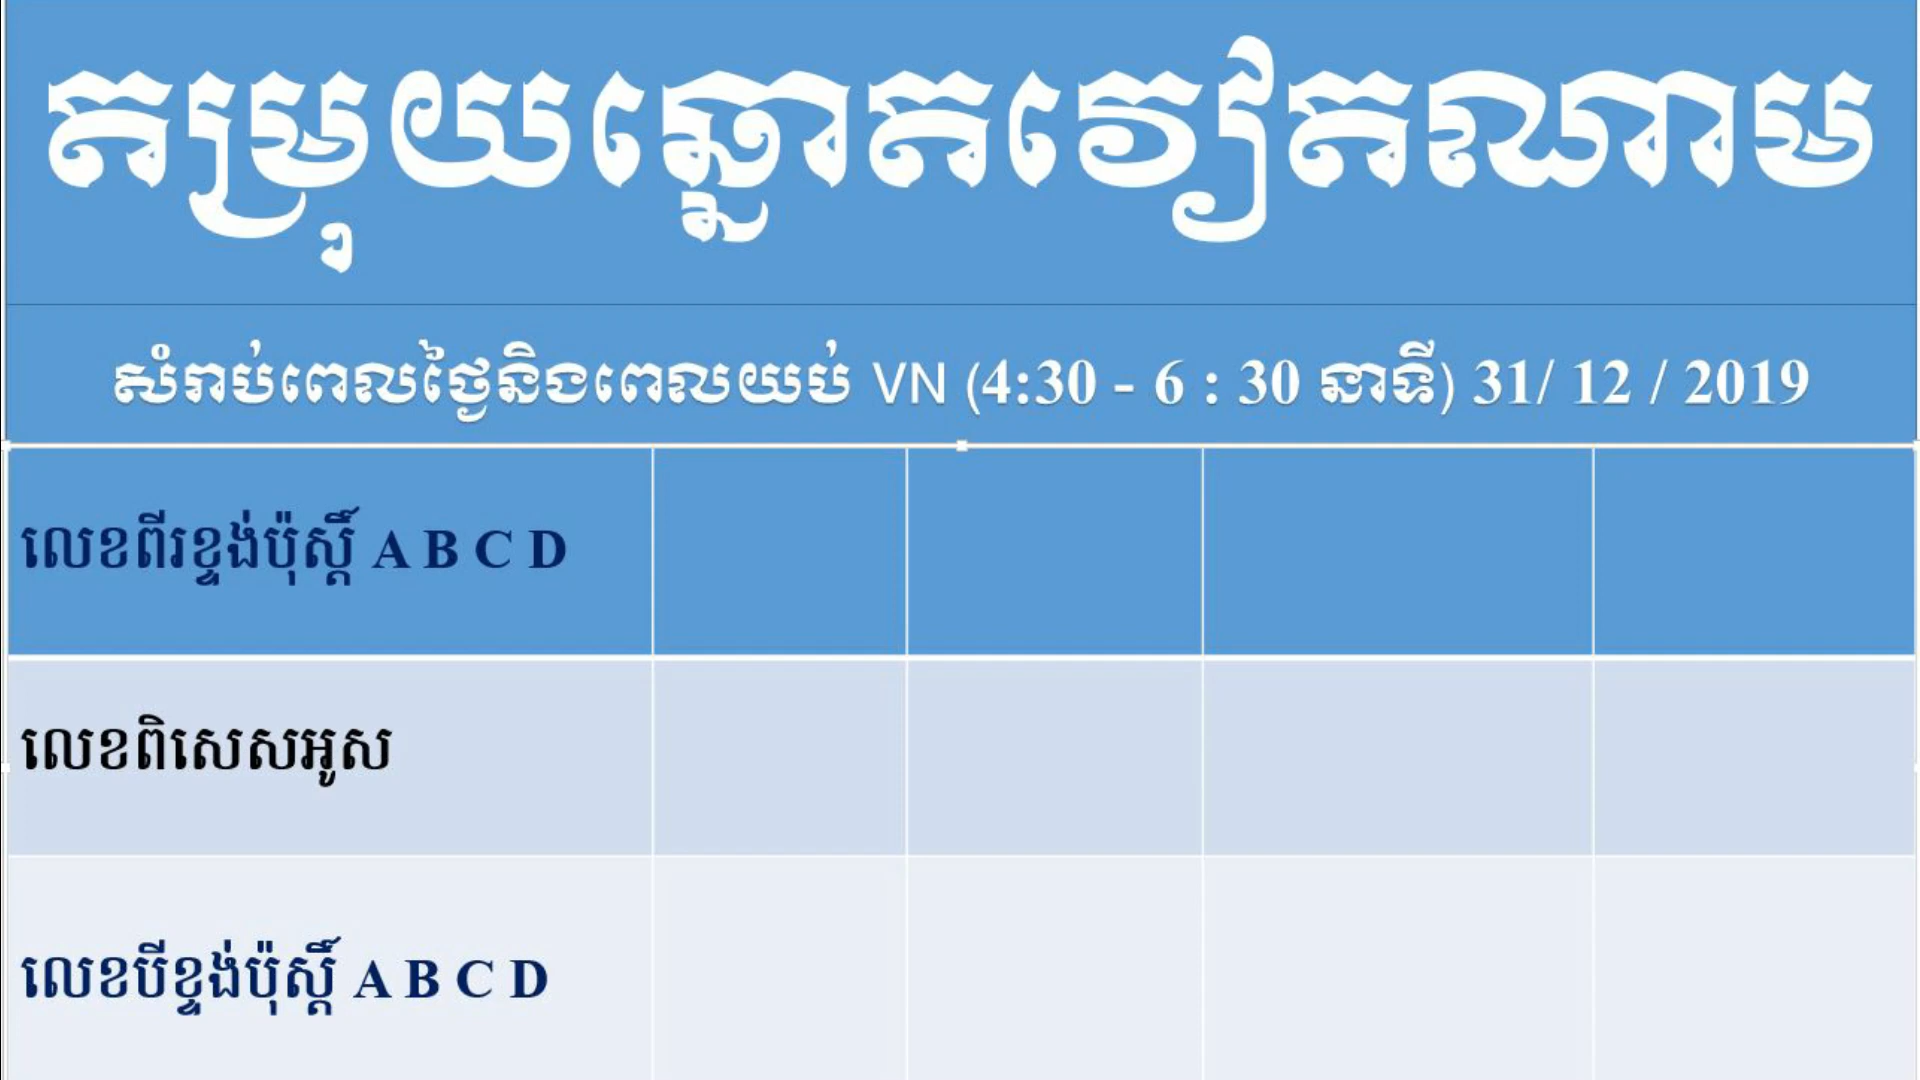 តម្រុយឆ្នោតវៀតណាម
សំរាប់ពេលថ្ងៃនិងពេលយប់ VN (4:30 - 6 : 30 នាទី) 31/ 12 / 2019
លេខពីរខ្ទង់ប៉ុស្តិ៍ A B C D
លេខពិសេសអូស
លេខបីខ្ទង់ប៉ុស្តិ៍ A B C D